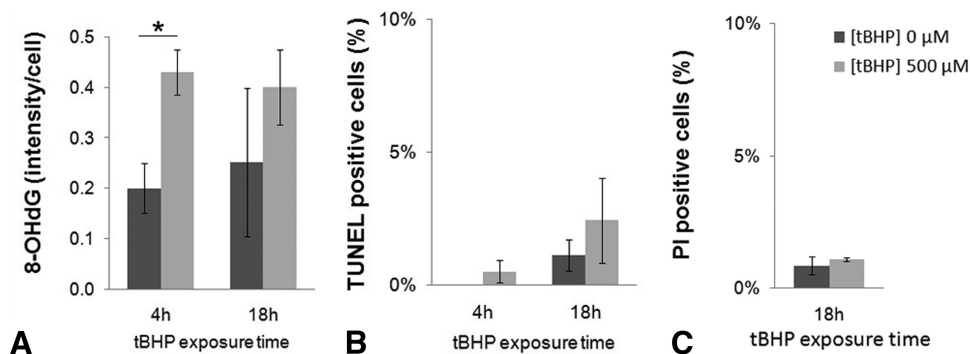 8-OHdG (intensity/cell)
0.5
0.4
0.3
0.2
0.1
0.0
*
4h 18h
tBHP exposure time
A
TUNEL positive cells (%)
10%
5%
0%
4h 18h
tBHP exposure time
B
PI positive cells (%)
10%
5%
0%
[tBHP] 0 µM
[tBHP] 500 µM
18h
tBHP exposure time
C